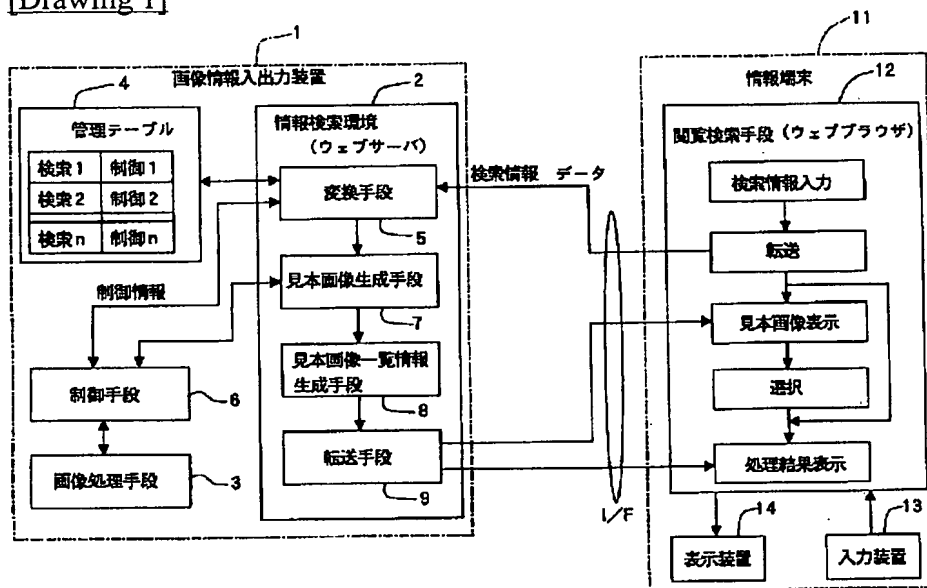 [Drawing 1]
1
11
画像情報入出力装置
情報端末
4
2
12
管理テーブル
情報検索環境
(ウェブサーバ)
閲覧検索手段(ウェブブラウザ)
検索1 制御1
検索2 制御2
検索n 制御n
検索情報 データ
変換手段
5
検索情報入力
転送
制御情報
見本画像生成手段
7
見本画像表示
見本画像一覧情報
生成手段
8
選択
制御手段
6
転送手段
9
処理結果表示
画像処理手段
3
I/F
14
13
表示装置
入力装置